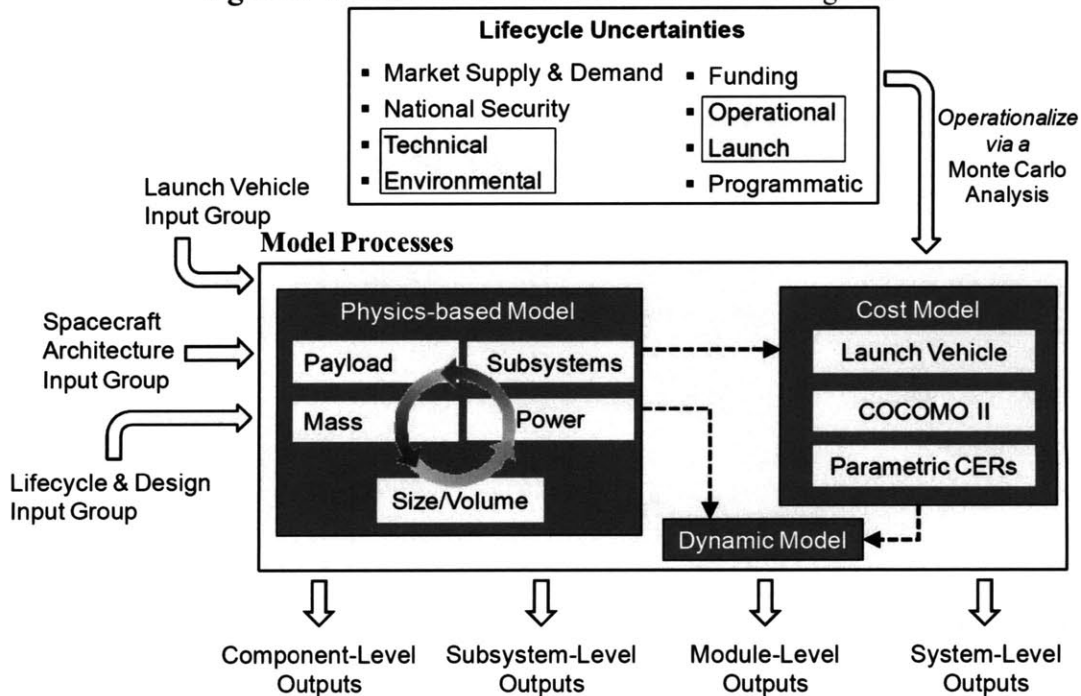 Lifecycle Uncertainties
▪ Market Supply & Demand
▪ National Security
▪ Technical
▪ Environmental
▪ Funding
▪ Operational
▪ Launch
▪ Programmatic
Operationalize
via a
Monte Carlo
Analysis
Launch Vehicle
Input Group
Model Processes
Spacecraft
Architecture
Input Group
Lifecycle & Design
Input Group
Physics-based Model
Payload
Subsystems
Mass
Power
Size/Volume
Cost Model
Launch Vehicle
COCOMO II
Parametric CERs
Dynamic Model
Component-Level
Outputs
Subsystem-Level
Outputs
Module-Level
Outputs
System-Level
Outputs